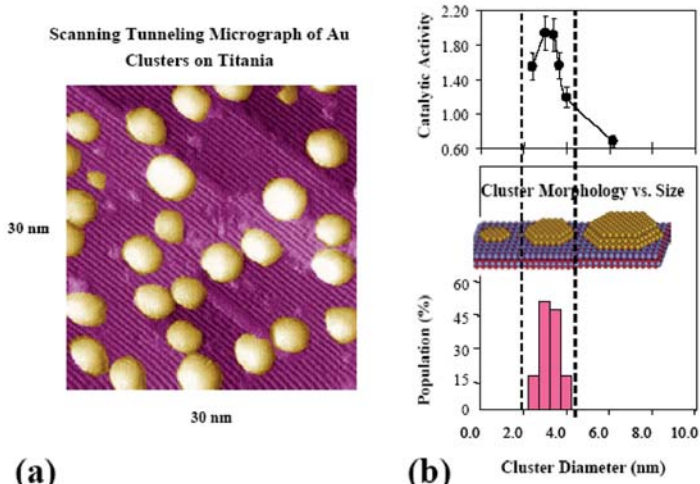 Scanning Tunneling Micrograph of Au
Clusters on Titania
30 nm
30 nm
(a)
2.20
1.80
1.40
1.00
0.60
Catalytic Activity
Cluster Morphology vs. Size
60
45
30
15
0
Population (%)
0.0 2.0 4.0 6.0 8.0 10.0
Cluster Diameter (nm)
(b)